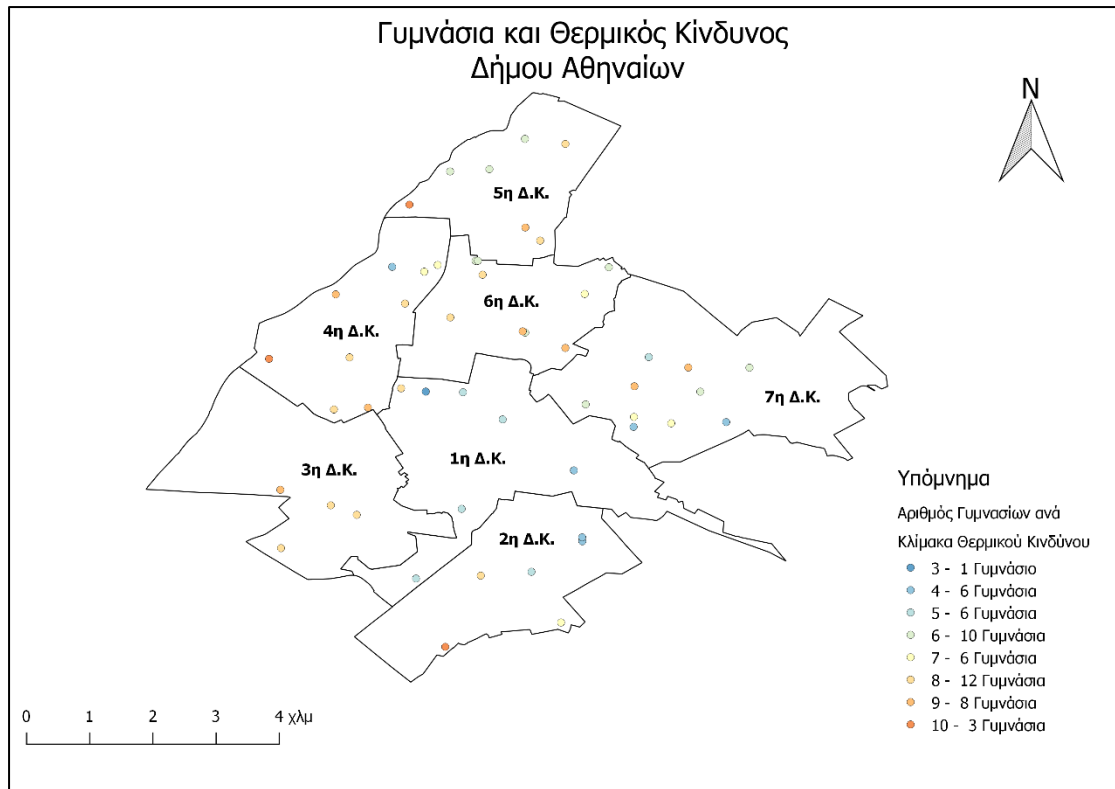 Γυμνάσια και Θερμικός Κίνδυνος
Δήμου Αθηναίων
N
5η Δ.Κ.
6η Δ.Κ.
4η Δ.Κ.
7η Δ.Κ.
1η Δ.Κ.
3η Δ.Κ.
2η Δ.Κ.
Υπόμνημα
Αριθμός Γυμνασίων ανά
Κλίμακα Θερμικού Κινδύνου
3 - 1 Γυμνάσιο
4 - 6 Γυμνάσια
5 - 6 Γυμνάσια
6 - 10 Γυμνάσια
7 - 6 Γυμνάσια
8 - 12 Γυμνάσια
9 - 8 Γυμνάσια
10 - 3 Γυμνάσια
0 1 2 3 4 χλμ